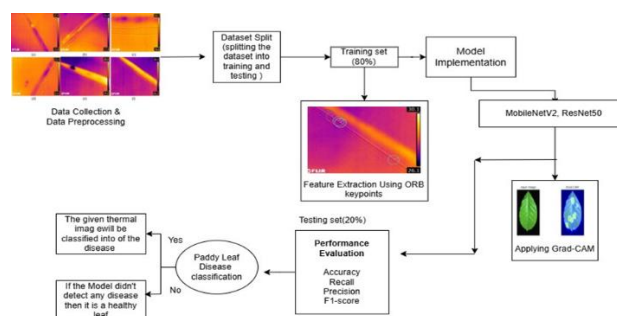 Data Collection &
Data Preprocessing
Dataset Split
(splitting the
dataset into
training and
testing )
Training set
(80%)
Model
Implementation
MobileNetV2, ResNet50
Feature Extraction Using ORB
keypoints
Applying Grad-CAM
Testing set(20%)
Performance
Evaluation
Accuracy
Recall
Precision
F1-score
Paddy Leaf
Disease
classification
Yes
No
The given
thermal
imag ewill be
classified into of the
disease
If the Model didn't
detect any disease
then it is a healthy
leaf